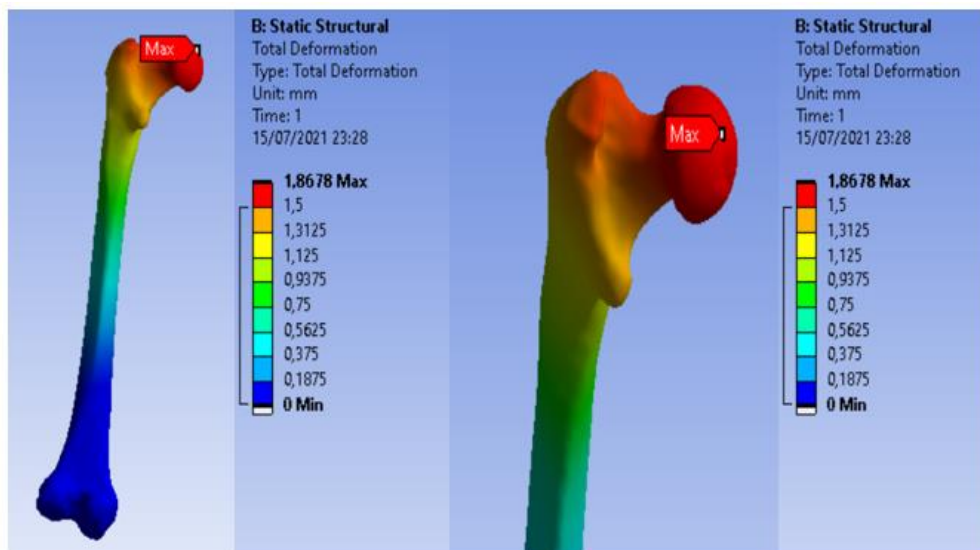 B: Static Structural
Total Deformation
Type: Total Deformation
Unit: mm
Time: 1
15/07/2021 23:28
Max
1,8678 Max
1,5
1,3125
1,125
0,9375
0,75
0,5625
0,375
0,1875
0 Min
B: Static Structural
Total Deformation
Type: Total Deformation
Unit: mm
Time: 1
15/07/2021 23:28
Max
1,8678 Max
1,5
1,3125
1,125
0,9375
0,75
0,5625
0,375
0,1875
0 Min